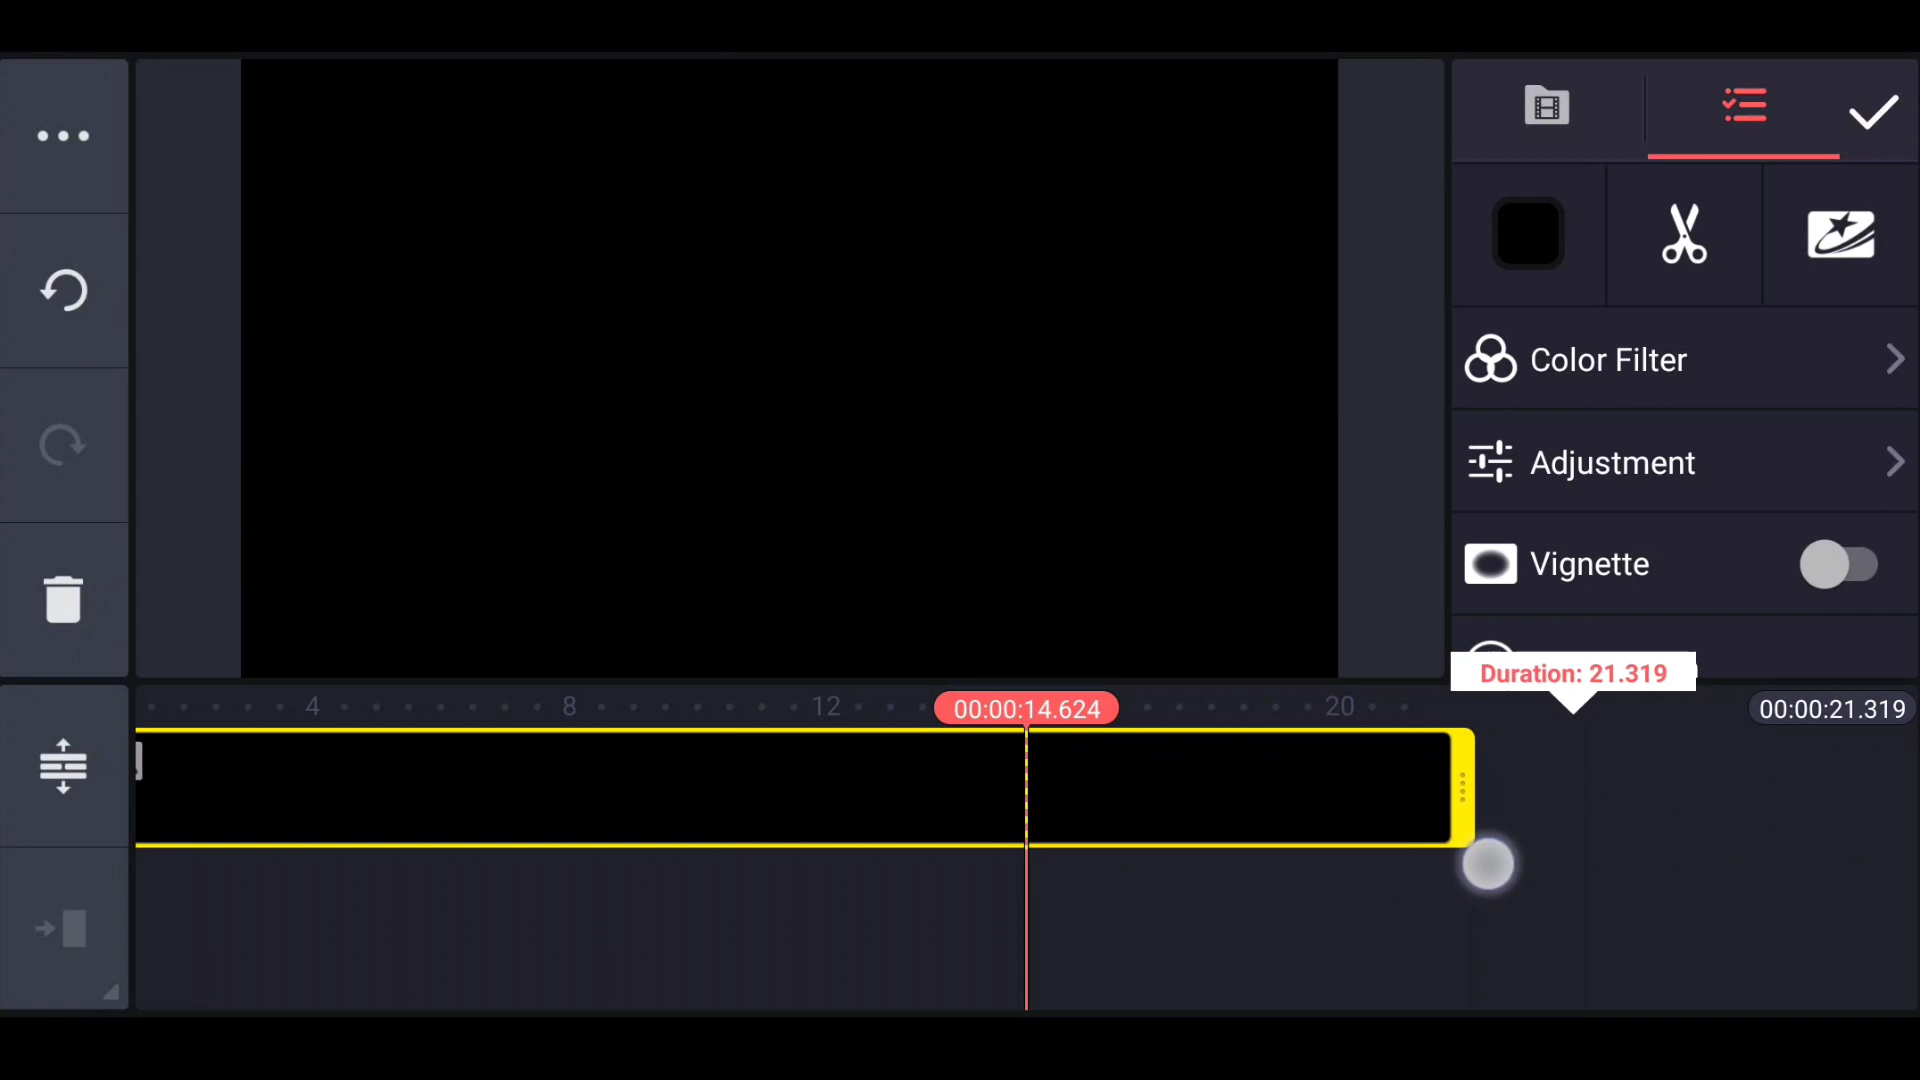 Color Filter
Adjustment
Vignette
Duration: 21.319
4 8 12 00:00:14.624 20 00:00:21.319